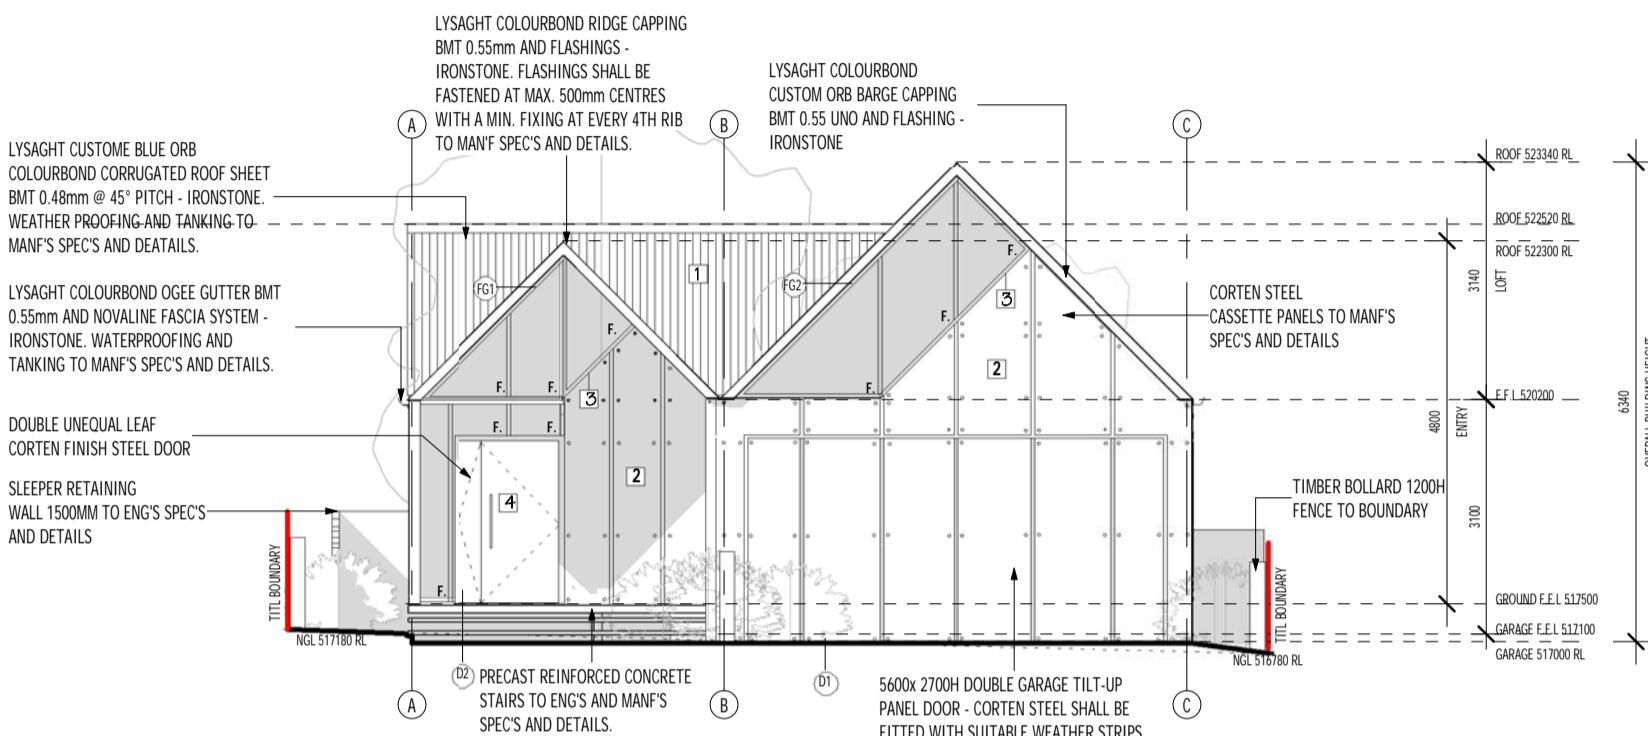 LYSAGHT COLOURBOND RIDGE CAPPING
BMT 0.55mm AND FLASHINGS -
IRONSTONE. FLASHINGS SHALL BE
FASTENED AT MAX. 500mm CENTRES
WITH A MIN. FIXING AT EVERY 4TH RIB
TO MAN'F SPEC'S AND DETAILS.
LYSAGHT COLOURBOND
CUSTOM ORB BARGE CAPPING
BMT 0.55 UNO AND FLASHING -
IRONSTONE
A
B
C
LYSAGHT CUSTOME BLUE ORB
COLOURBOND CORRUGATED ROOF SHEET
BMT 0.48mm @ 45° PITCH - IRONSTONE.
WEATHER PROOFING AND TANKING TO
MANF'S SPEC'S AND DEATAILS.
LYSAGHT COLOURBOND OGEE GUTTER BMT
0.55mm AND NOVALINE FASCIA SYSTEM -
IRONSTONE. WATERPROOFING AND
TANKING TO MANF'S SPEC'S AND DETAILS.
DOUBLE UNEQUAL LEAF
CORTEN FINISH STEEL DOOR
SLEEPER RETAINING
WALL 1500MM TO ENG'S SPEC'S
AND DETAILS
TITL BOUNDARY
NGL 517180 RL
FG1
1
FG2
F.
3
F.
F.
2
F.
F.
F.
3
F.
F.
2
4
F.
CORTEN STEEL
CASSETTE PANELS TO MANF'S
SPEC'S AND DETAILS
TIMBER BOLLARD 1200H
FENCE TO BOUNDARY
TITL BOUNDARY
NGL 516780 RL
ROOF 523340 RL
ROOF 522520 RL
ROOF 522300 RL
3140
LOFT
F.F.L 520200
4800
ENTRY
6340
OVERALL BUILDING HEIGHT
3100
GROUND F.F.L 517500
GARAGE F.F.L 517100
GARAGE 517000 RL
D2
PRECAST REINFORCED CONCRETE
STAIRS TO ENG'S AND MANF'S
SPEC'S AND DETAILS.
D1
5600x 2700H DOUBLE GARAGE TILT-UP
PANEL DOOR - CORTEN STEEL SHALL BE
FITTED WITH SUITABLE WEATHER STRIPS
A
B
C